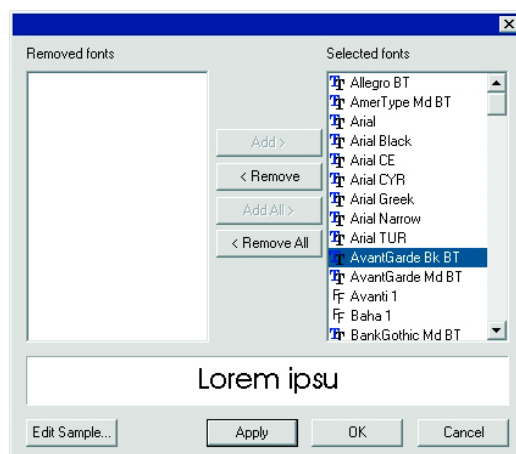 Removed fonts
Selected fonts
Allegro BT
AmerType Md BT
Arial
Arial Black
Arial CE
Arial CYR
Arial Greek
Arial Narrow
Arial TUR
AvantGarde Bk BT
AvantGarde Md BT
Avanti 1
Baha 1
BankGothic Md BT
Add >
< Remove
Add All >
< Remove All
Lorem ipsu
Edit Sample...
Apply
OK
Cancel